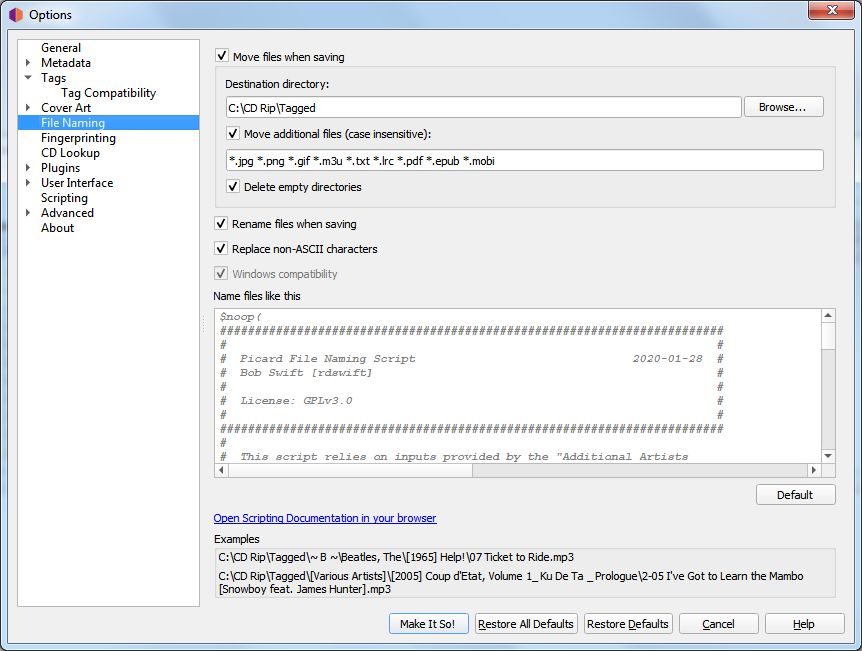 Options
General
Metadata
Tags
Tag Compatibility
Cover Art
File Naming
Fingerprinting
CD Lookup
Plugins
User Interface
Scripting
Advanced
About
Move files when saving
Destination directory:
C:\CD Rip\Tagged
Browse...
Move additional files (case insensitive):
*.jpg *.png *.gif *.m3u *.txt *.lrc *.pdf *.epub *.mobi
Delete empty directories
Rename files when saving
Replace non-ASCII characters
Windows compatibility
Name files like this
$noop(
########################################################################
# #
# Picard File Naming Script 2020-01-28 #
# Bob Swift [rdswift] #
# #
# License: GPLv3.0 #
# #
########################################################################
#
# This script relies on inputs provided by the "Additional Artists
Default
Open Scripting Documentation in your browser
Examples
C:\CD Rip\Tagged\~ B ~\Beatles, The\[1965] Help!\07 Ticket to Ride.mp3
C:\CD Rip\Tagged\[Various Artists]\[2005] Coup d'Etat, Volume 1_ Ku De Ta _ Prologue\2-05 I've Got to Learn the Mambo
[Snowboy feat. James Hunter].mp3
Make It So!
Restore All Defaults
Restore Defaults
Cancel
Help